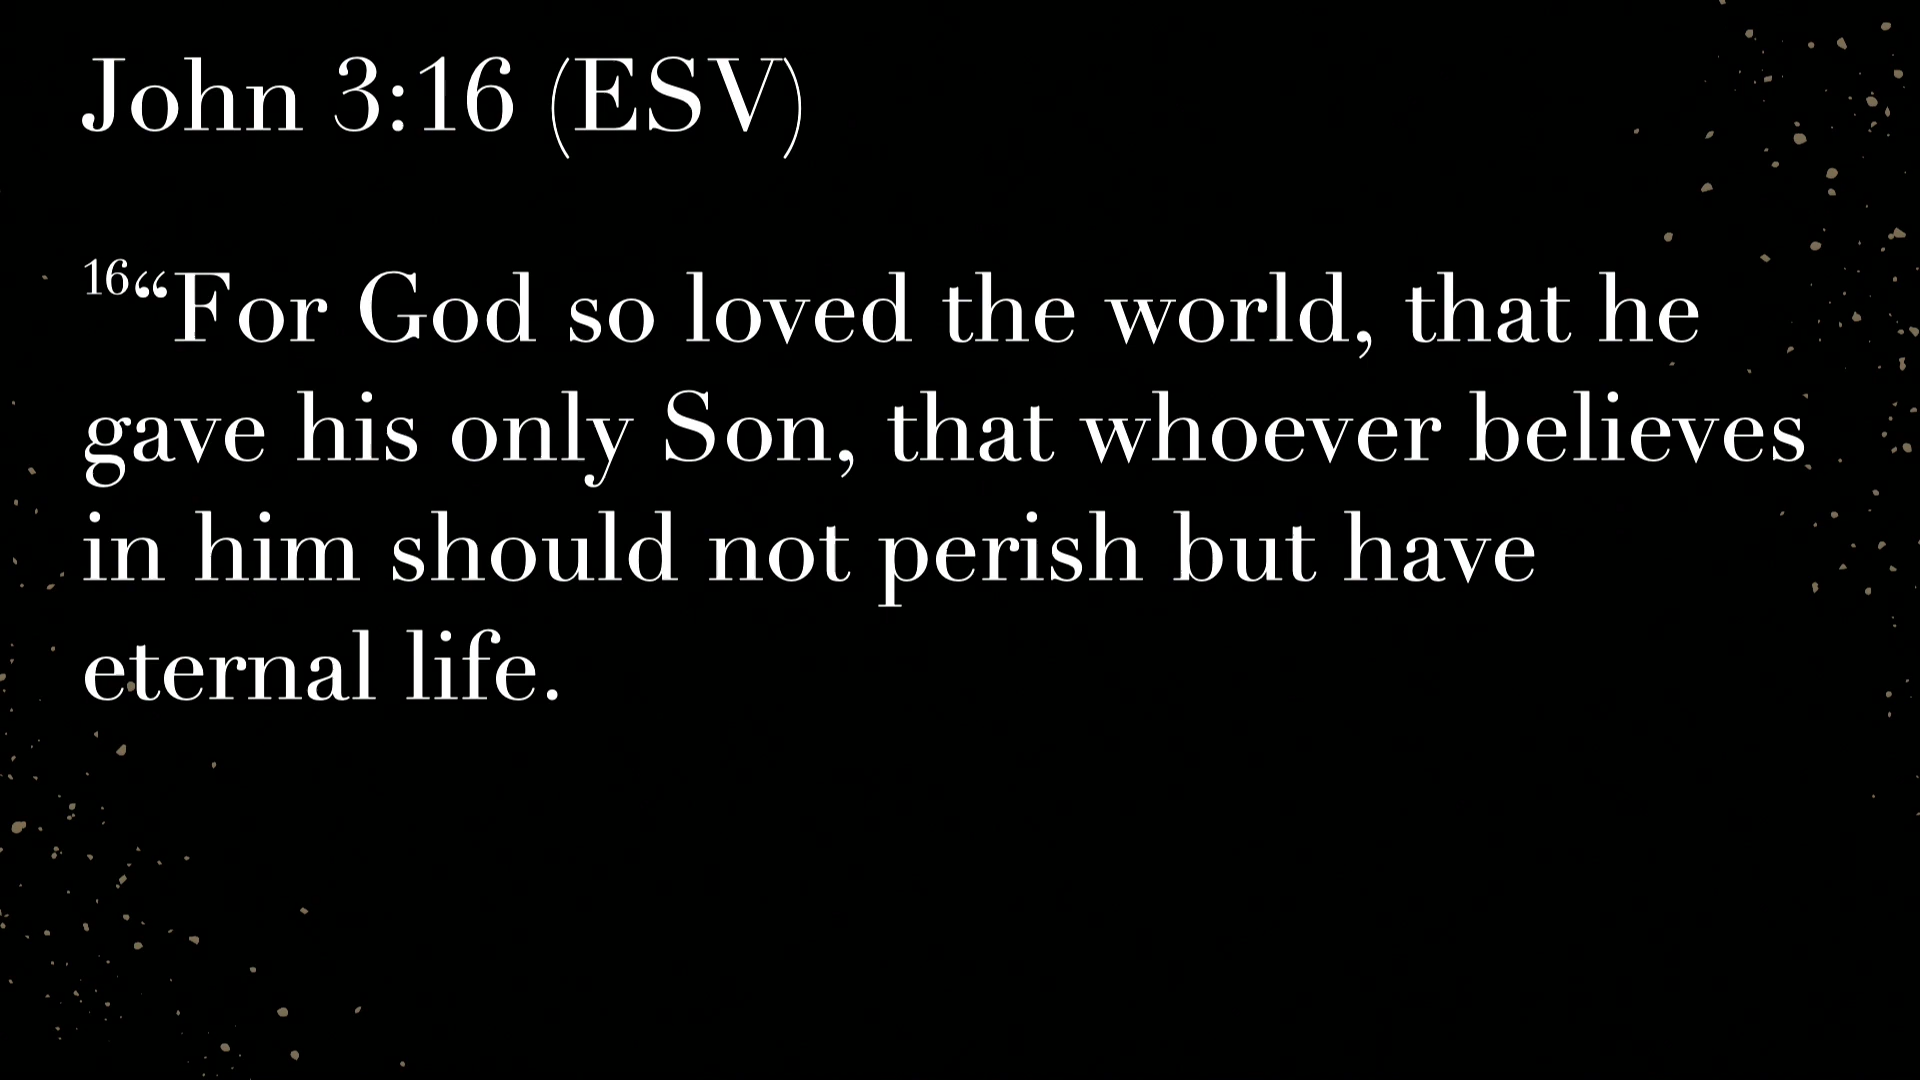 John 3:16 (ESV)
16“For God so loved the world, that he
gave his only Son, that whoever believes
in him should not perish but have
eternal life.